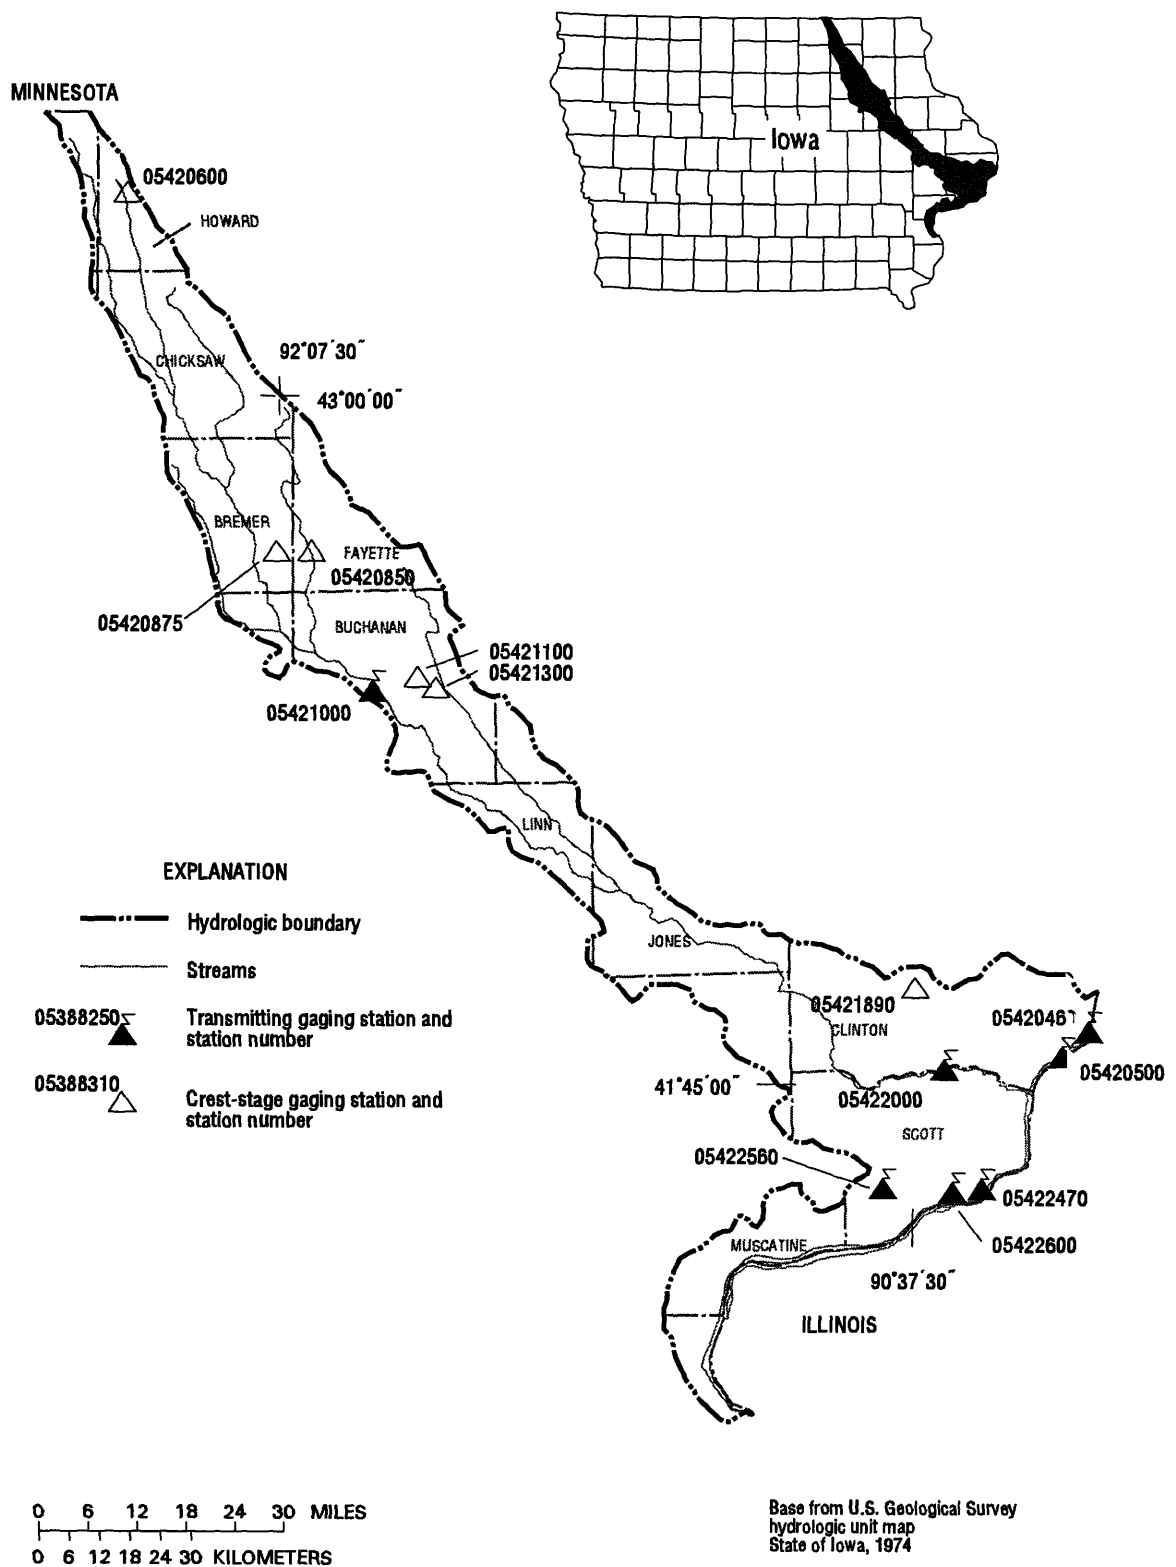 MINNESOTA
Iowa
05420600
HOWARD
CHICKSAW
92°07′30″
43°00′00″
BREMER
FAYETTE
05420850
05420875
BUCHANAN
05421100
05421300
05421000
LINN
EXPLANATION
Hydrologic boundary
Streams
05388250
Transmitting gaging station and
station number
05388310
Crest-stage gaging station and
station number
JONES
05421890
CLINTON
05420500
41°45′00″
05422000
SCOTT
05422560
05422470
05422600
MUSCATINE
90°37′30″
ILLINOIS
0 6 12 18 24 30 MILES
0 6 12 18 24 30 KILOMETERS
Base from U.S. Geological Survey
hydrologic unit map
State of Iowa, 1974